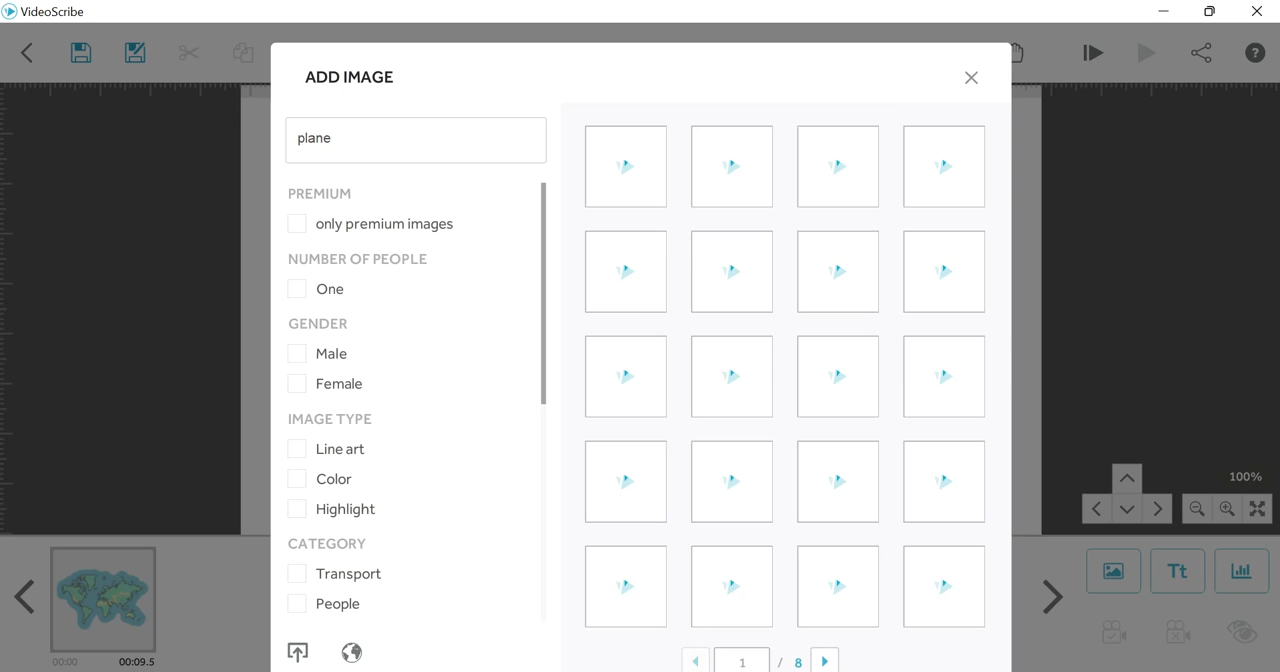 VideoScribe
ADD IMAGE
plane
PREMIUM
only premium images
NUMBER OF PEOPLE
One
GENDER
Male
Female
IMAGE TYPE
Line art
Color
Highlight
CATEGORY
Transport
People
1 / 8
100%
Tt
00:00 00:09.5
?